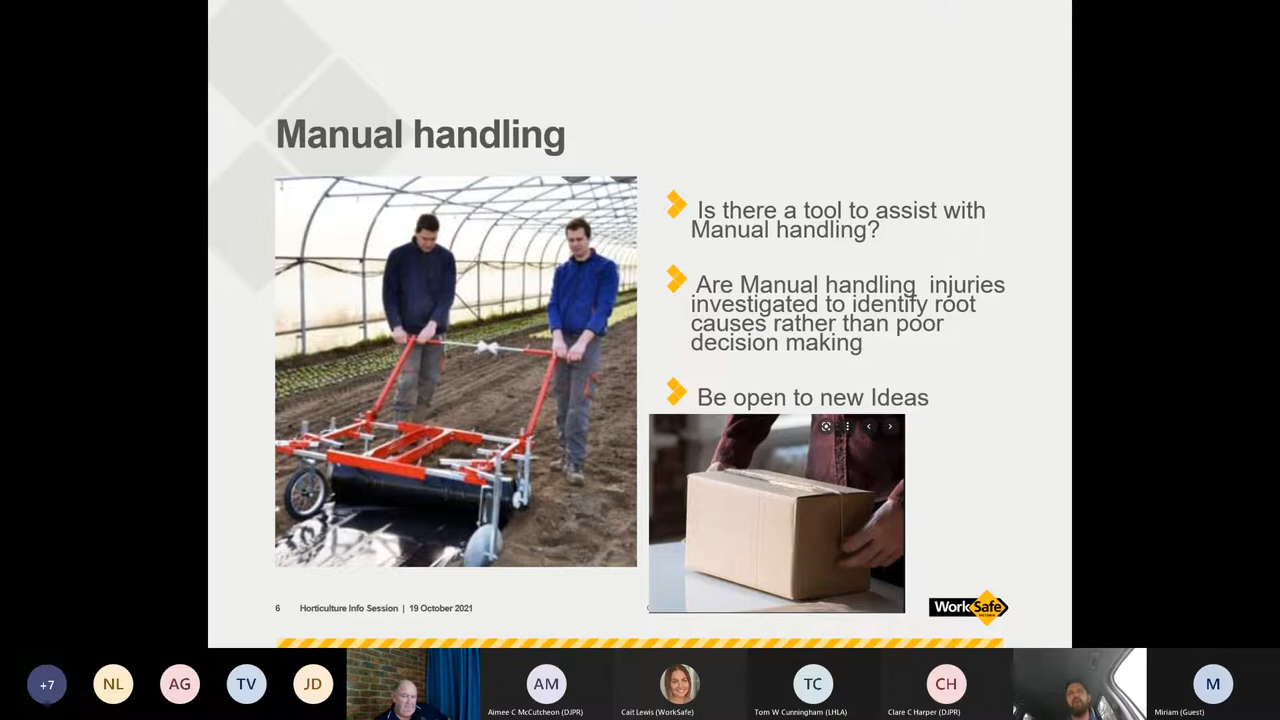 Manual handling
Is there a tool to assist with
Manual handling?
Are Manual handling  injuries
investigated to identify root
causes rather than poor
decision making
Be open to new Ideas
6
Horticulture Info Session | 19 October 2021
WorkSafe
VICTORIA
+7
NL
AG
TV
JD
AM
Aimee C McCutcheon (DJPR)
Cait Lewis (WorkSafe)
TC
Tom W Cunningham (LHLA)
CH
Clare C Harper (DJPR)
M
Miriam (Guest)